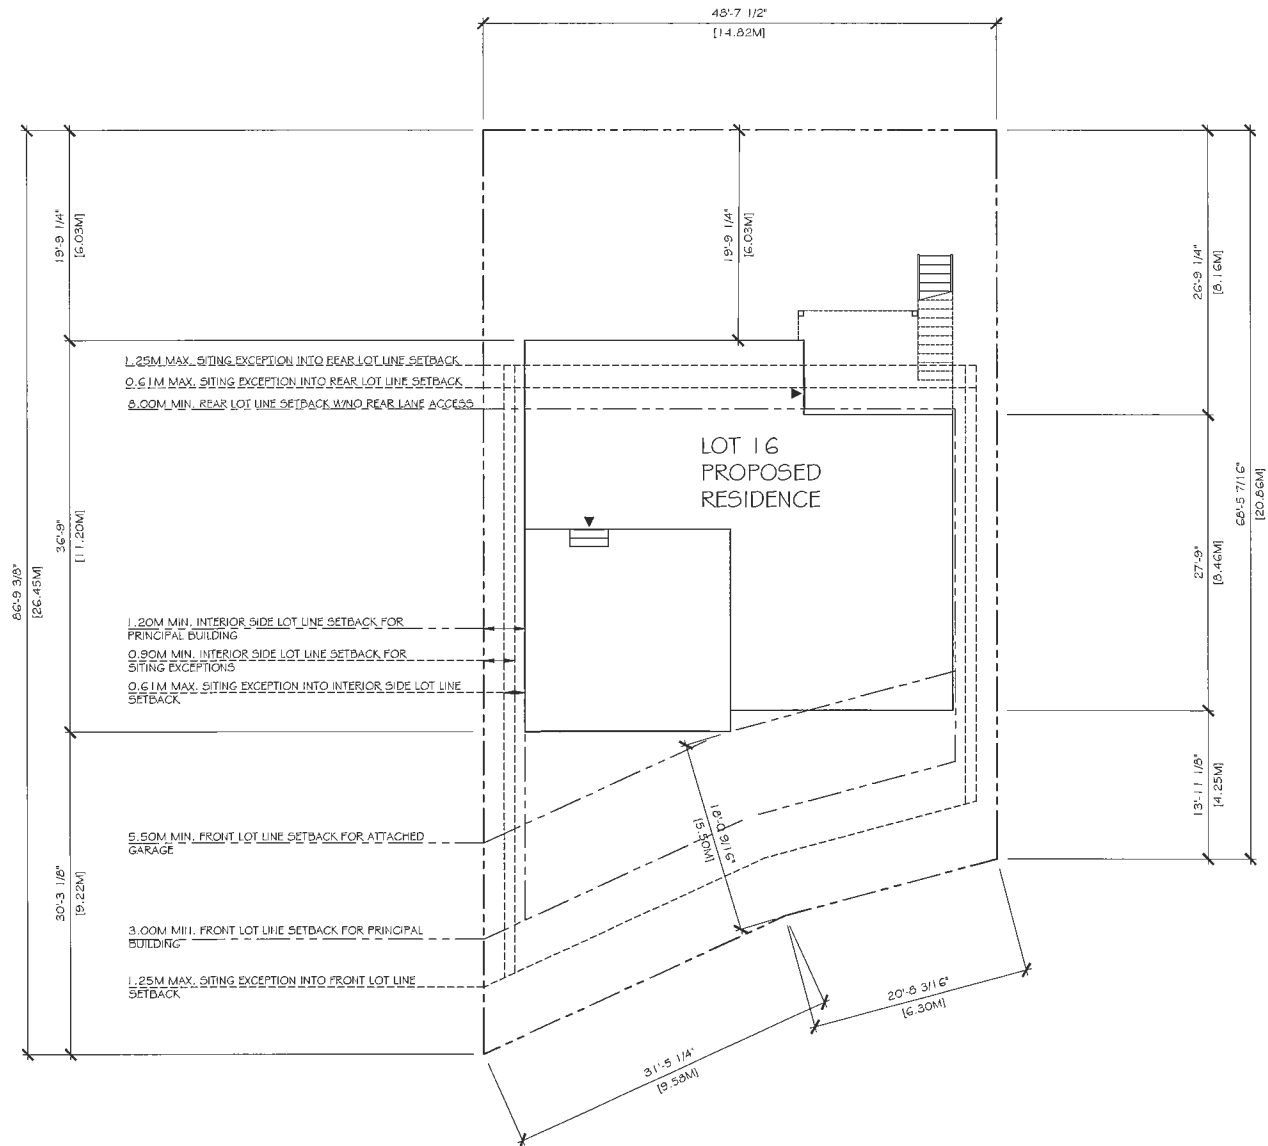 48'-7 1/2"
[14.82M]
19'-9 1/4"
[6.03M]
19'-9 1/4"
[6.03M]
26'-9 1/4"
[8.16M]
1.25M MAX. SITING EXCEPTION INTO REAR LOT LINE SETBACK
0.61M MAX. SITING EXCEPTION INTO REAR LOT LINE SETBACK
8.00M MIN. REAR LOT LINE SETBACK W/NO REAR LANE ACCESS
LOT 16
PROPOSED
RESIDENCE
68'-5 7/16"
[20.86M]
36'-9"
[11.20M]
27'-9"
[8.46M]
86'-9 3/8"
[26.45M]
1.20M MIN. INTERIOR SIDE LOT LINE SETBACK FOR
PRINCIPAL BUILDING
0.90M MIN. INTERIOR SIDE LOT LINE SETBACK FOR
SITING EXCEPTIONS
0.61M MAX. SITING EXCEPTION INTO INTERIOR SIDE LOT LINE
SETBACK
13'-11 1/8"
[4.25M]
18'-0 9/16"
[5.50M]
5.50M MIN. FRONT LOT LINE SETBACK FOR ATTACHED
GARAGE
30'-3 1/8"
[9.22M]
3.00M MIN. FRONT LOT LINE SETBACK FOR PRINCIPAL
BUILDING
1.25M MAX. SITING EXCEPTION INTO FRONT LOT LINE
SETBACK
20'-8 3/16"
[6.30M]
31'-5 1/4"
[9.58M]